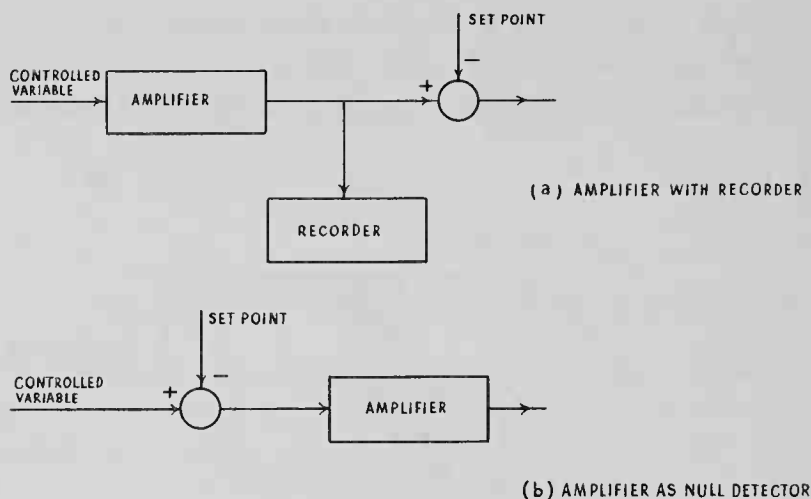 SET POINT
CONTROLLED
VARIABLE
AMPLIFIER
+
−
RECORDER
(a) AMPLIFIER WITH RECORDER
SET POINT
CONTROLLED
VARIABLE
+
−
AMPLIFIER
(b) AMPLIFIER AS NULL DETECTOR